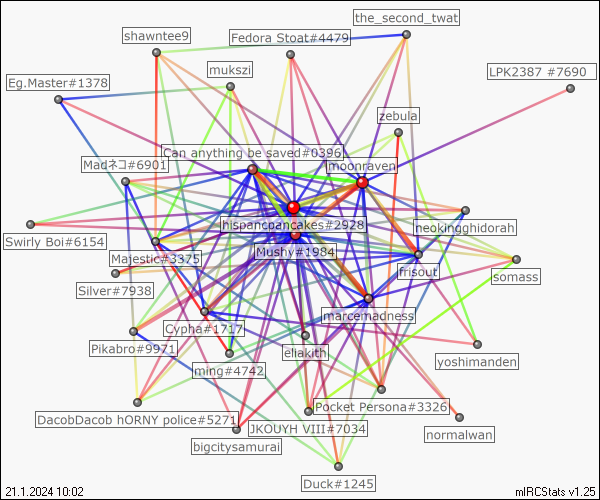 the_second_twat
shawntee9
Fedora Stoat#4479
mukszi
LPK2387 #7690
Eg.Master#1378
zebula
Can anything be saved#0396
moonraven
Madネコ#6901
hispancpancakes#2928
neokingghidorah
Swirly Boi#6154
Mushy#1984
Majestic#3375
frisout
somass
Silver#7938
marcemadness
Cypha#1717
Pikabro#9971
eliakith
yoshimanden
ming#4742
Pocket Persona#3326
DacobDacob hORNY police#5271
JKOUYH VIII#7034
normalwan
bigcitysamurai
Duck#1245
21.1.2024 10:02
mIRCStats v1.25